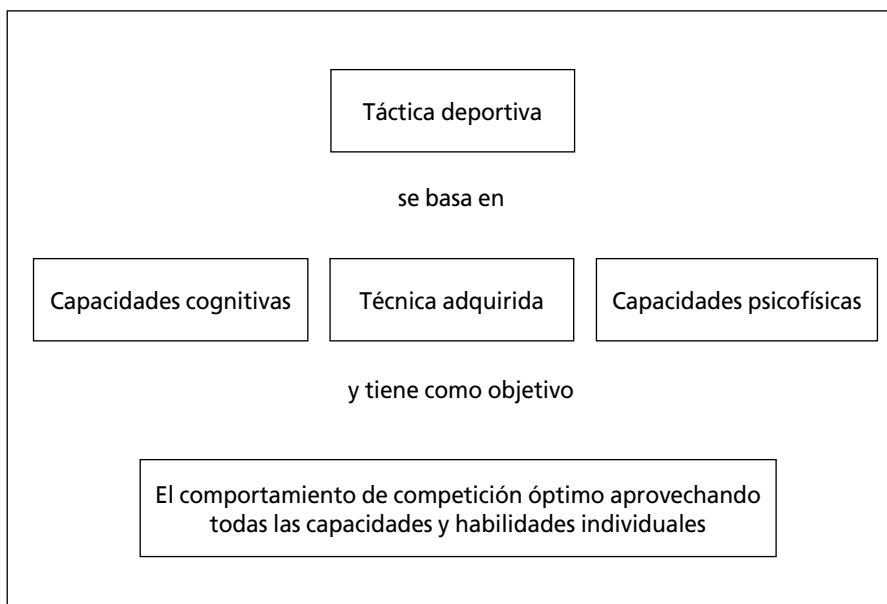 Táctica deportiva
se basa en
Capacidades cognitivas
Técnica adquirida
Capacidades psicofísicas
y tiene como objetivo
El comportamiento de competición óptimo aprovechando
todas las capacidades y habilidades individuales